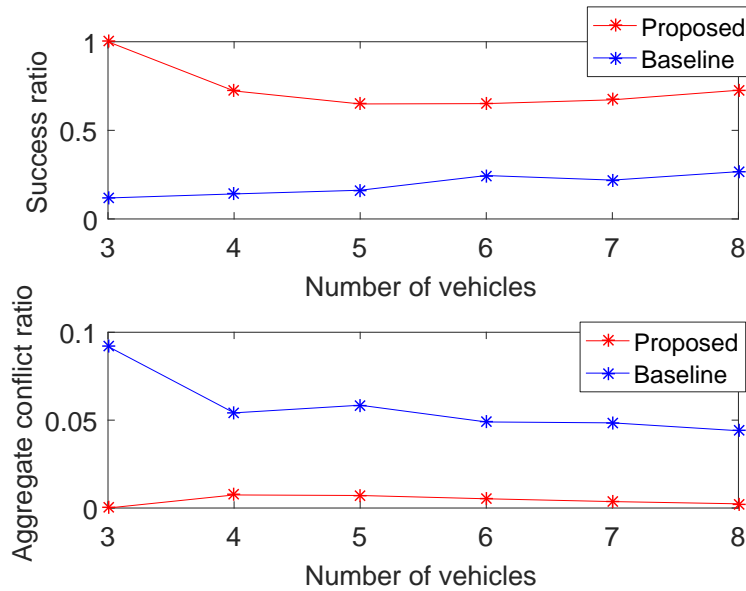 Proposed
Baseline
Success ratio
1
0.5
0
3 4 5 6 7 8
Number of vehicles
Proposed
Baseline
Aggregate conflict ratio
0.1
0.05
0
3 4 5 6 7 8
Number of vehicles